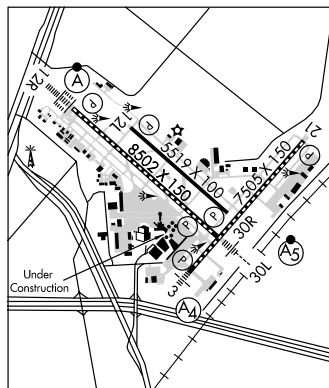 12R
A
P
P
12L
5519 X 100
P
8502 X 150
7505 X 150
21
P
P
P
P
30R
30L
3
A5
A4
Under
Construction